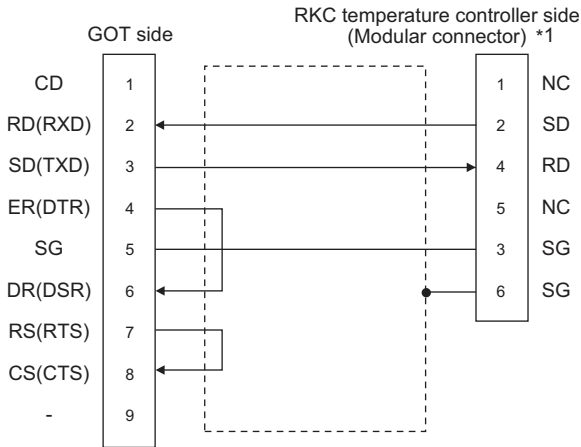 RKC temperature controller side
GOT side (Modular connector) *1
CD 1 1 NC
RD(RXD) 2 2 SD
SD(TXD) 3 4 RD
ER(DTR) 4 5 NC
SG 5 3 SG
DR(DSR) 6 6 SG
RS(RTS) 7
CS(CTS) 8
- 9